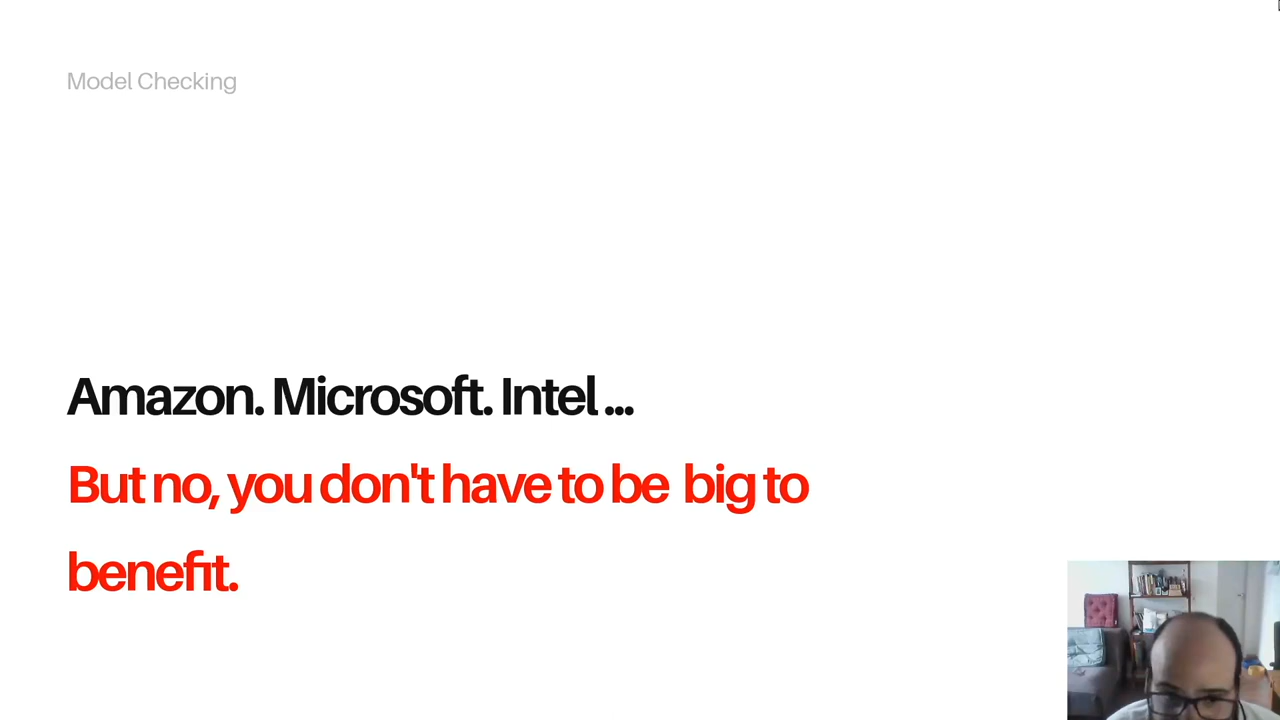 Model Checking
Amazon. Microsoft. Intel ...
But no, you don't have to be big to
benefit.